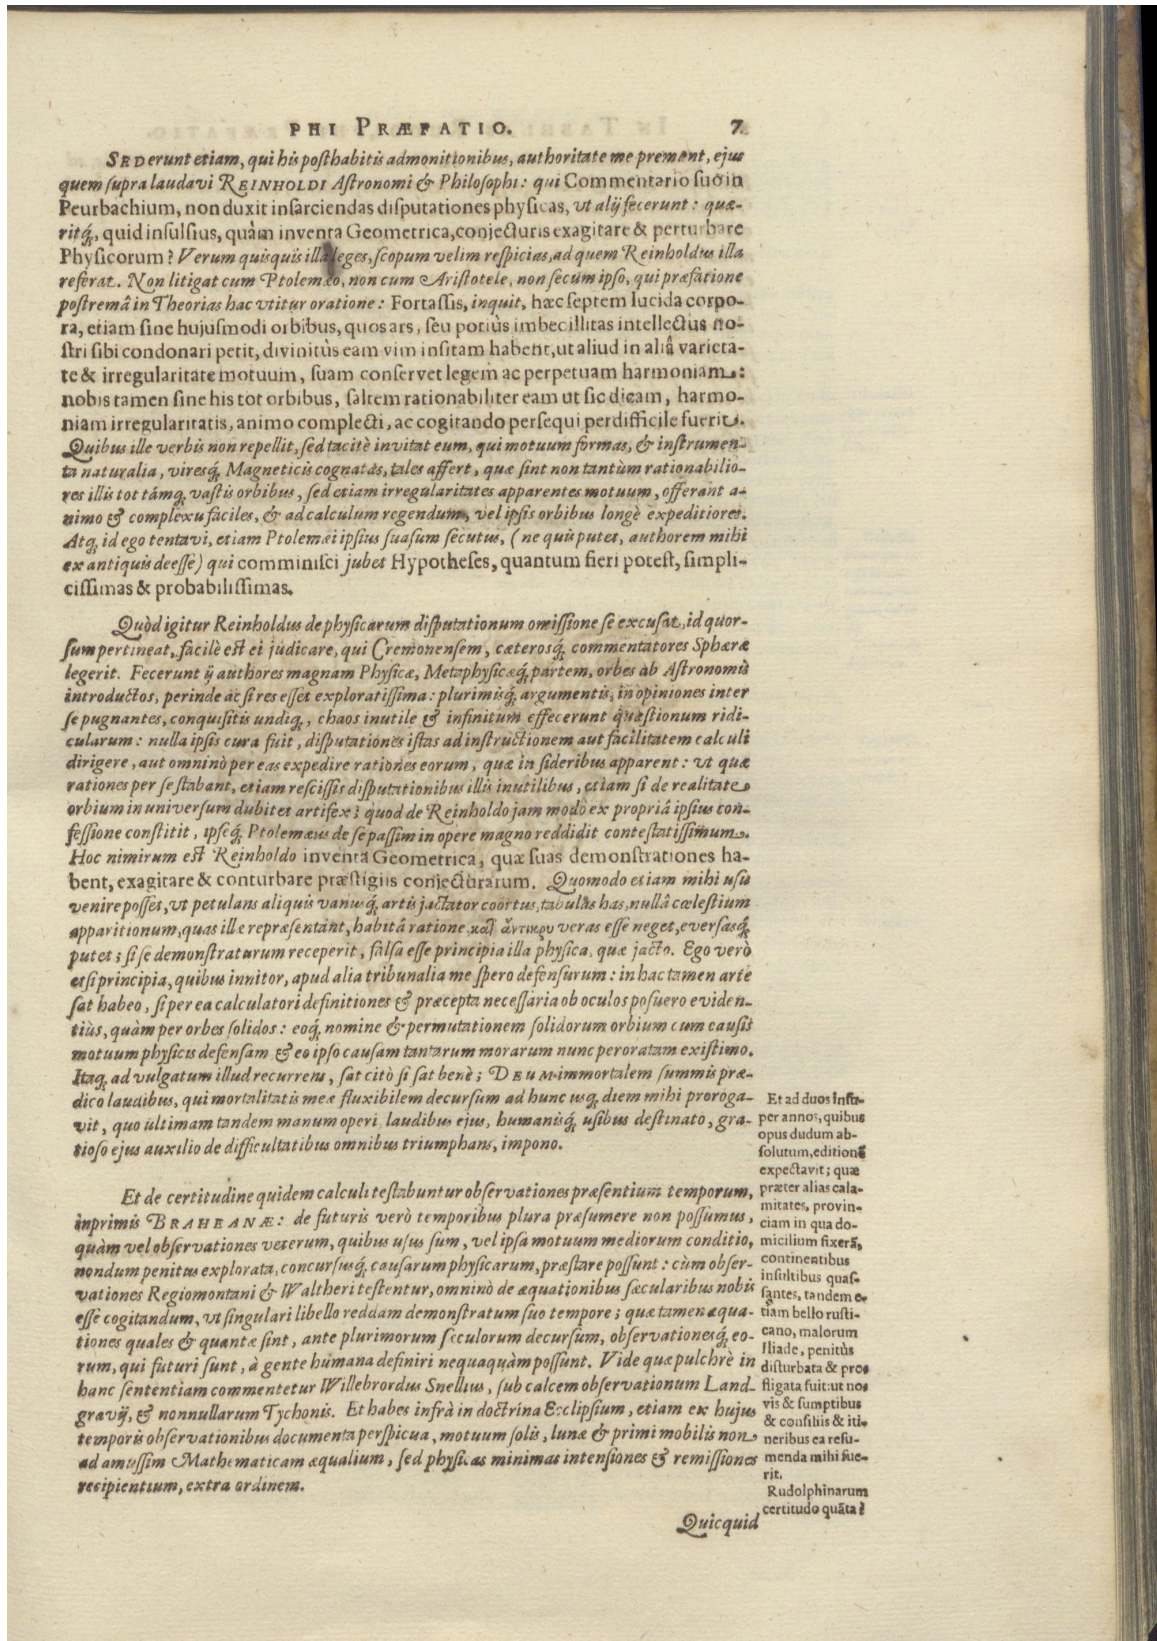 PHI PRÆFATIO. 7
SED erunt etiam, qui his posthabitis admonitionibus, authoritate me prement, ejus
quem supra laudavi REINHOLDI Astronomi & Philosophi: qui Commentario suo in
Peurbachium, non duxit insarciendas disputationes physicas, ut alij fecerunt: quæ-
ritq́, quid insulsius, quàm inventa Geometrica, conjecturis exagitare & perturbare
Physicorum? Verum quisquis illa leges, scopum velim respicias, ad quem Reinholdus illa
referat. Non litigat cum Ptolemæo, non cum Aristotele, non secùm ipso, qui præfatione
postremâ in Theorias hac vtitur oratione: Fortassis, inquit, hæc septem lucida corpo-
ra, etiam sine hujusmodi orbibus, quos ars, seu potiùs imbecillitas intellectus no-
stri sibi condonari petit, divinitùs eam vim insitam habent, ut aliud in aliâ varieta-
te & irregularitate motuum, suam conservet legem ac perpetuam harmoniam:
nobis tamen sine his tot orbibus, saltem rationabiliter eam ut sic dicam, harmo-
niam irregularitatis, animo complecti, ac cogitando persequi perdifficile fuerit.
Quibus ille verbis non repellit, sed tacitè invitat eum, qui motuum formas, & instrumen-
ta naturalia, viresq́, Magneticis cognatas, tales affert, quæ sint non tantùm rationabilio-
res illis tot támq́, vastis orbibus, sed etiam irregularitates apparentes motuum, offerant a-
nimo & complexu faciles, & ad calculum regendum, vel ipsis orbibus longè expeditiores.
Atq́, id ego tentavi, etiam Ptolemæi ipsius suasum secutus, (ne quis putet, authorem mihi
ex antiquis deesse) qui comminisci jubet Hypotheses, quantum fieri potest, simpli-
cissimas & probabilissimas.
Quòd igitur Reinholdus de physicarum disputationum omissione se excusat, id quor-
sum pertineat, facilè est ei judicare, qui Cremonensem, cæterosq́, commentatores Sphæræ
legerit. Fecerunt ij authores magnam Physicæ, Metaphysicæq́, partem, orbes ab Astronomis
introductos, perinde ac si res esset exploratissima: plurimisq́, argumentis, in opiniones inter
se pugnantes, conquisitis undiq́, chaos inutile & infinitum effecerunt quæstionum ridi-
cularum: nulla ipsis cura fuit, disputationes istas ad instructionem aut facilitatem calculi
dirigere, aut omninò per eas expedire rationes eorum, quæ in sideribus apparent: ut quæ
rationes per se stabant, etiam rescissis disputationibus illis inutilibus, etiam si de realitate
orbium in universum dubitet artifex; quod de Reinholdo jam modò ex propriâ ipsius con-
fessione constitit, ipseq́, Ptolemæus de se passim in opere magno reddidit contestatissimum.
Hoc nimirum est Reinholdo inventa Geometrica, quæ suas demonstrationes ha-
bent, exagitare & conturbare præstigiis conjecturarum. Quomodo etiam mihi usu
venire posset, ut petulans aliquis vanusq́, artis jactator coortus, tabulas has, nullâ cœlestium
apparitionum, quas ille repræsentant, habitâ ratione καὶ ἄντικρυ veras esse neget, eversasq́
putet; si se demonstraturum receperit, falsa esse principia illa physica, quæ jacto. Ego verò
etsi principia, quibus innitor, apud alia tribunalia me spero defensurum: in hac tamen arte
sat habeo, si per ea calculatori definitiones & præcepta necessaria ob oculos posuero eviden-
tiùs, quàm per orbes solidos: eoq́, nomine & permutationem solidorum orbium cum causis
motuum physicis defensam & eo ipso causam tantarum morarum nunc peroratam existimo.
Itaq́, ad vulgatum illud recurrens, sat citò si sat benè; DEUM immortalem summis præ-
dico laudibus, qui mortalitatis meæ fluxibilem decursum ad hunc usq́, diem mihi proroga-
vit, quo ultimam tandem manum operi, laudibus ejus, humanisq́, usibus destinato, gra-
tioso ejus auxilio de difficultatibus omnibus triumphans, impono.
Et de certitudine quidem calculi testabuntur observationes præsentium temporum,
inprimis BRAHEANÆ: de futuris verò temporibus plura præsumere non possumus,
quàm vel observationes veterum, quibus usus sum, vel ipsa motuum mediorum conditio,
nondum penitus explorata, concursusq́, causarum physicarum, præstare possunt: cùm obser-
vationes Regiomontani & Waltheri testentur, omninò de æquationibus sæcularibus nobis
esse cogitandum, ut singulari libello reddam demonstratum suo tempore; quæ tamen æqua-
tiones quales & quantæ sint, ante plurimorum sæculorum decursum, observationesq́, eo-
rum, qui futuri sunt, à gente humana definiri nequaquàm possunt. Vide quæ pulchrè in
hanc sententiam commentetur Willebrordus Snellius, sub calcem observationum Land-
gravij, & nonnullarum Tychonis. Et habes infrà in doctrina Eclipsium, etiam ex hujus
temporis observationibus documenta perspicua, motuum solis, lunæ & primi mobilis non
ad amussim Mathematicam æqualium, sed physicas minimas intensiones & remissiones
recipientium, extra ordinem.
Quicquid
Et ad duos insu-
per annos, quibus
opus dudum ab-
solutum, editionẽ
expectavit; quæ
præter alias cala-
mitates, provin-
ciam in qua do-
micilium fixerã,
continentibus
insultibus quas-
santes, tandem e-
tiam bello rusti-
cano, malorum
Iliade, penitùs
disturbata & pro-
fligata fuit: ut no-
vis & sumptibus
& consiliis & iti-
neribus ea resu-
menda mihi fue-
rit.
Rudolphinarum
certitudo quãta?